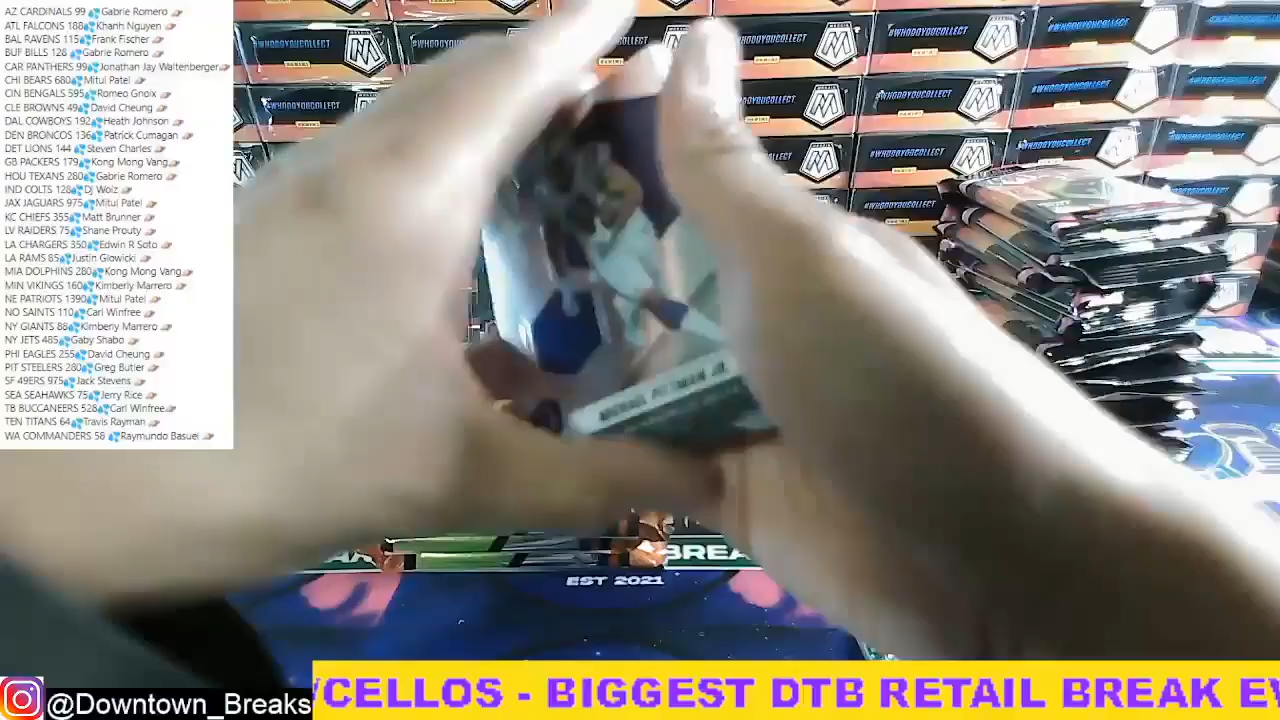 AZ CARDINALS 99 💦Gabrie Romero 🏈
ATL FALCONS 188💦Khanh Nguyen 🏈
BAL RAVENS 115💦Frank Fischer 🏈
BUF BILLS 128 💦Gabrie Romero 🏈
CAR PANTHERS 99💦Jonathan Jay Waltenberger🏈
CHI BEARS 680💦Mitul Patel 🏈
CIN BENGALS 595💦Romeo Gnoix 🏈
CLE BROWNS 49💦David Cheung 🏈
DAL COWBOYS 192💦Heath Johnson 🏈
DEN BRONCOS 136💦Patrick Cumagan 🏈
DET LIONS 144 💦Steven Charles 🏈
GB PACKERS 179💦Kong Mong Vang🏈
HOU TEXANS 280💦Gabrie Romero 🏈
IND COLTS 128💦DJ Woiz 🏈
JAX JAGUARS 975💦Mitul Patel 🏈
KC CHIEFS 355💦Matt Brunner 🏈
LV RAIDERS 75💦Shane Prouty 🏈
LA CHARGERS 350💦Edwin R Soto 🏈
LA RAMS 85💦Justin Glowicki 🏈
MIA DOLPHINS 280💦Kong Mong Vang🏈
MIN VIKINGS 160💦Kimberly Marrero 🏈
NE PATRIOTS 1390💦Mitul Patel 🏈
NO SAINTS 110💦Carl Winfree 🏈
NY GIANTS 88💦Kimberly Marrero 🏈
NY JETS 485💦Gaby Shabo 🏈
PHI EAGLES 255💦David Cheung 🏈
PIT STEELERS 280💦Greg Butler 🏈
SF 49ERS 975💦Jack Stevens 🏈
SEA SEAHAWKS 75💦Jerry Rice 🏈
TB BUCCANEERS 528💦Carl Winfree🏈
TEN TITANS 64💦Travis Rayman 🏈
WA COMMANDERS 58 💦Raymundo Basuel 🏈
#WHODOYOUCOLLECT
PANINI
MICHAEL PITTMAN JR.
BREA
EST 2021
@Downtown_Breaks
CELLOS - BIGGEST DTB RETAIL BREAK EV